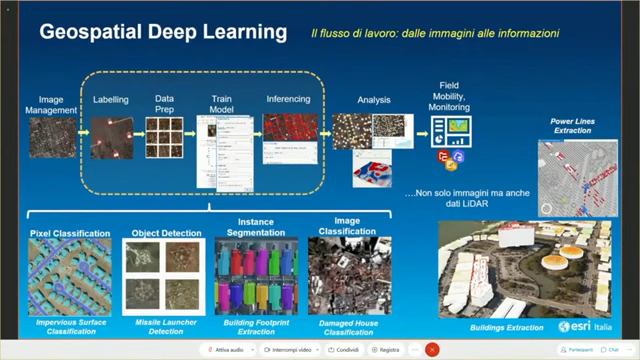 Geospatial Deep Learning
Il flusso di lavoro: dalle immagini alle informazioni
Image
Management
Labelling
Data
Prep
Train
Model
Inferencing
Analysis
Field
Mobility,
Monitoring
Power Lines
Extraction
….Non solo immagini ma anche
dati LiDAR
Pixel Classification
Object Detection
Instance
Segmentation
Image
Classification
Impervious Surface
Classification
Missile Launcher
Detection
Building Footprint
Extraction
Damaged House
Classification
Buildings Extraction
esri Italia
Attiva audio
Interrompi video
Condividi
Registra
Partecipanti
Chat